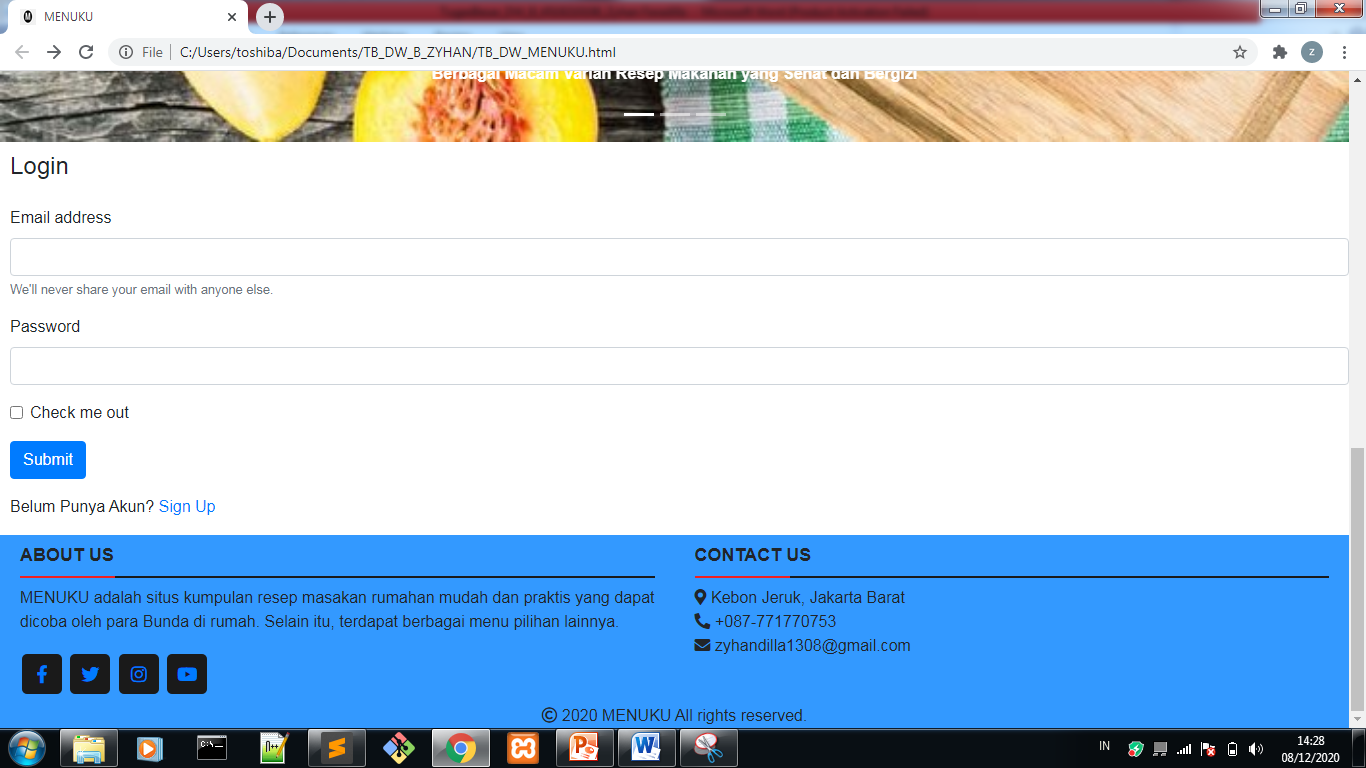 MENUKU
File
C:/Users/toshiba/Documents/TB_DW_B_ZYHAN/TB_DW_MENUKU.html
z
Berbagai Macam Varian Resep Makanan yang Sehat dan Bergizi
Login
Email address
We'll never share your email with anyone else.
Password
Check me out
Submit
Belum Punya Akun? Sign Up
ABOUT US
MENUKU adalah situs kumpulan resep masakan rumahan mudah dan praktis yang dapat
dicoba oleh para Bunda di rumah. Selain itu, terdapat berbagai menu pilihan lainnya.
CONTACT US
Kebon Jeruk, Jakarta Barat
+087-771770753
zyhandilla1308@gmail.com
© 2020 MENUKU All rights reserved.
IN
14:28
08/12/2020